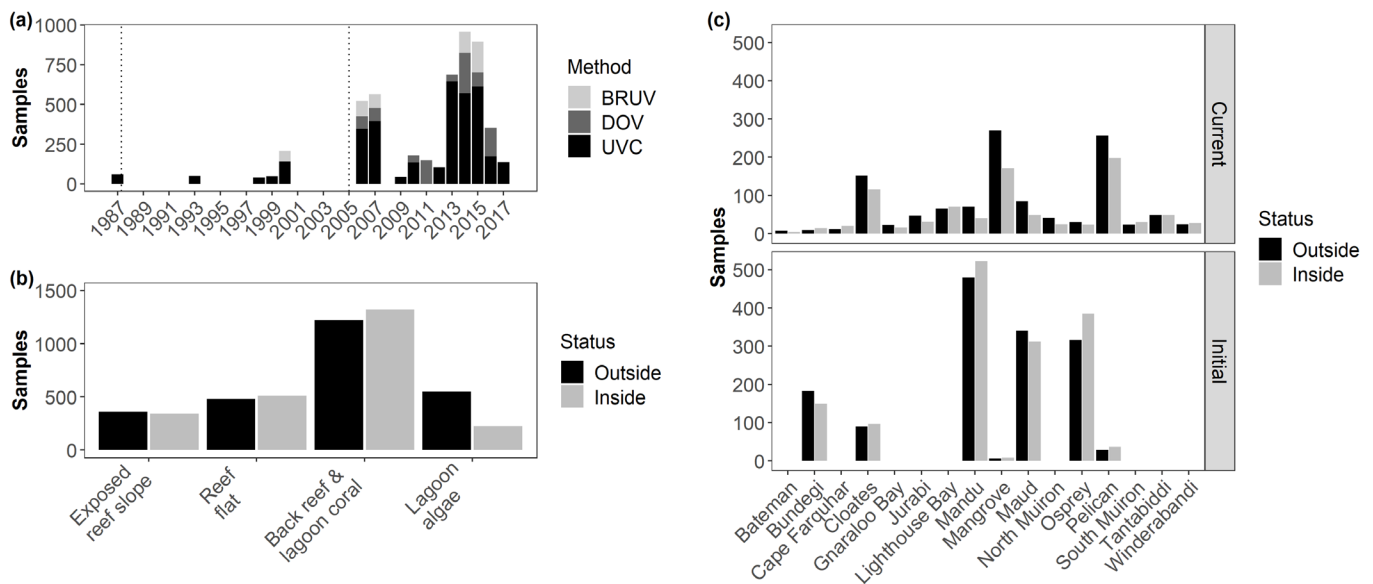 (a)
Samples
1000
750
500
250
0
1987
1989
1991
1993
1995
1997
1999
2001
2003
2005
2007
2009
2011
2013
2015
2017
Method
BRUV
DOV
UVC
(b)
Samples
1500
1000
500
0
Exposed
reef slope
Reef
flat
Back reef &
lagoon coral
Lagoon
algae
Status
Outside
Inside
(c)
Samples
500
400
300
200
100
0
Current
500
400
300
200
100
0
Initial
Bateman
Bundegi
Cape Farquhar
Cloates
Gnaraloo Bay
Jurabi
Lighthouse Bay
Mandu
Mangrove
Maud
North Muiron
Osprey
Pelican
South Muiron
Tantabiddi
Winderabandi
Status
Outside
Inside